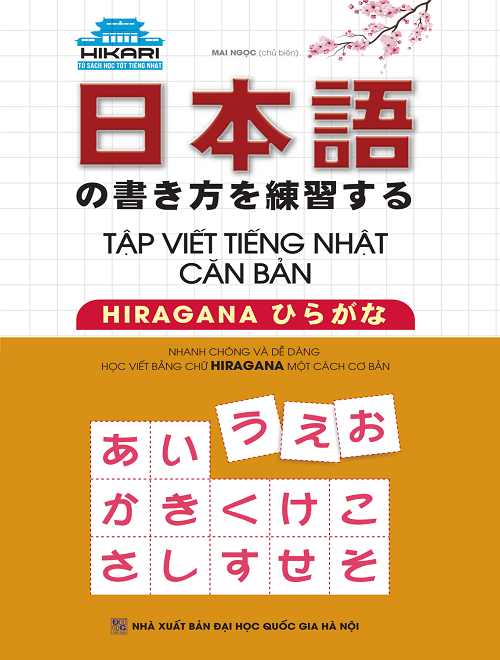 HIKARI
TỦ SÁCH HỌC TỐT TIẾNG NHẬT
MAI NGỌC (chủ biên)
日本語
の書き方を練習する
TẬP VIẾT TIẾNG NHẬT
CĂN BẢN
HIRAGANA ひらがな
NHANH CHÓNG VÀ DỄ DÀNG
HỌC VIẾT BẢNG CHỮ HIRAGANA MỘT CÁCH CƠ BẢN
あ い う え お
か き く け こ
さ し す せ そ
NHÀ XUẤT BẢN ĐẠI HỌC QUỐC GIA HÀ NỘI